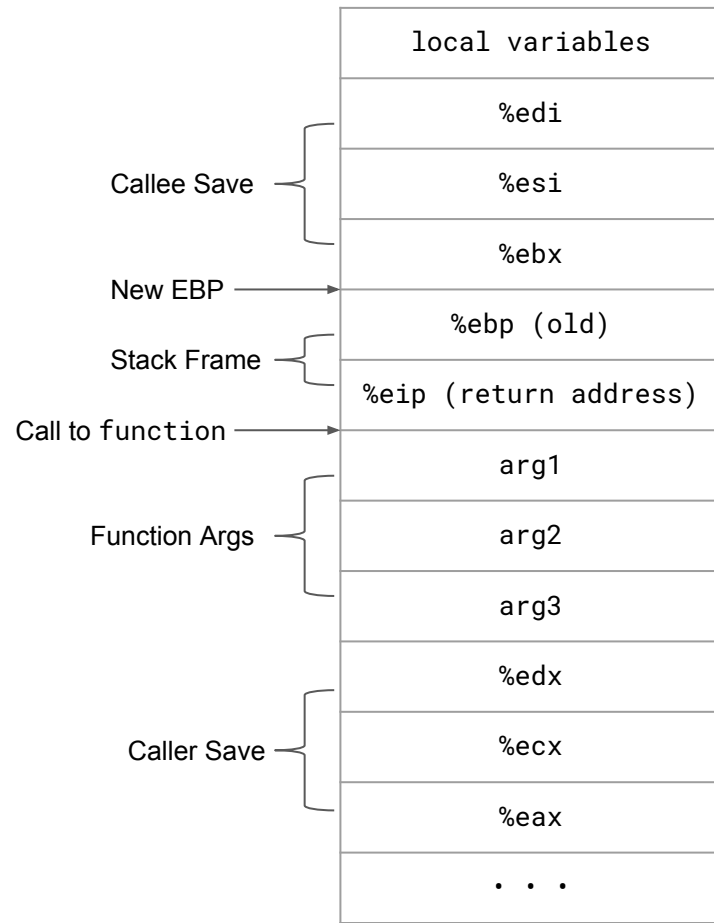 local variables
%edi
Callee Save
%esi
%ebx
New EBP
%ebp (old)
Stack Frame
%eip (return address)
Call to function
arg1
Function Args
arg2
arg3
%edx
Caller Save
%ecx
%eax
. . .